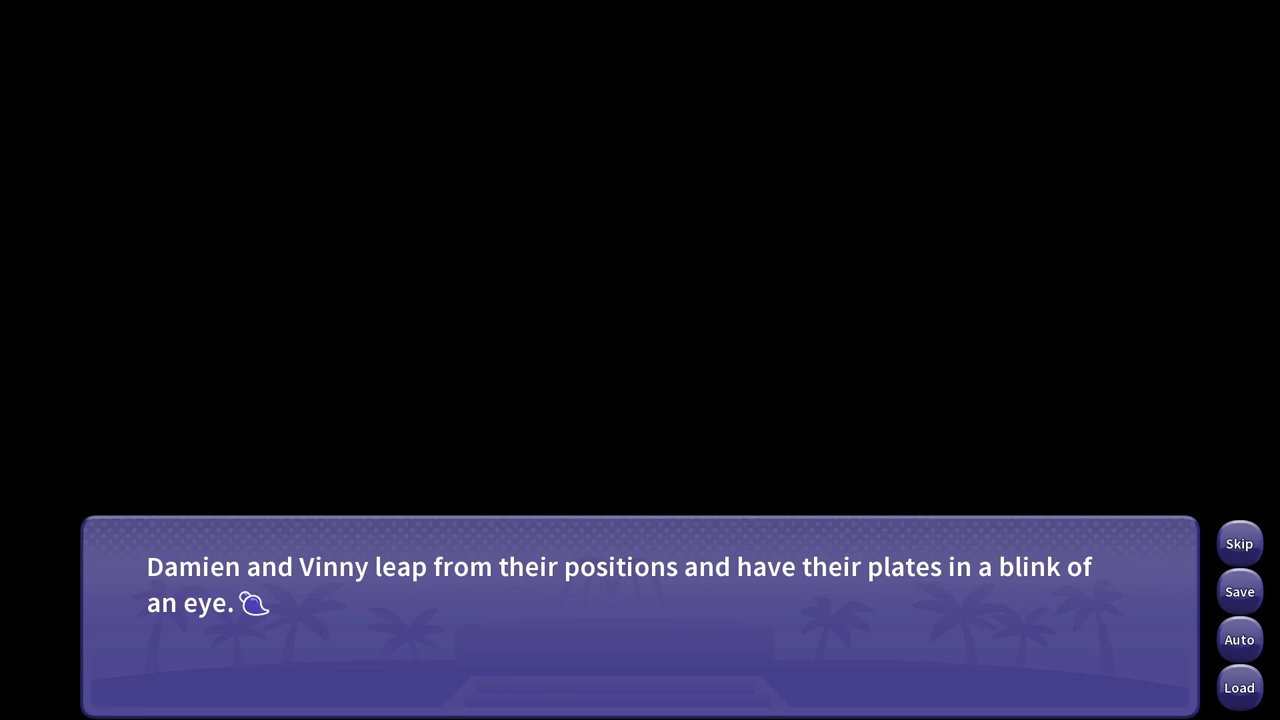 Damien and Vinny leap from their positions and have their plates in a blink of
an eye.
Skip
Save
Auto
Load